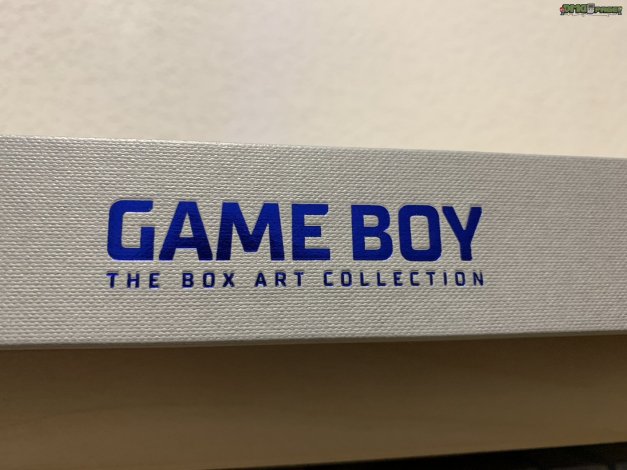 GAME BOY
THE BOX ART COLLECTION